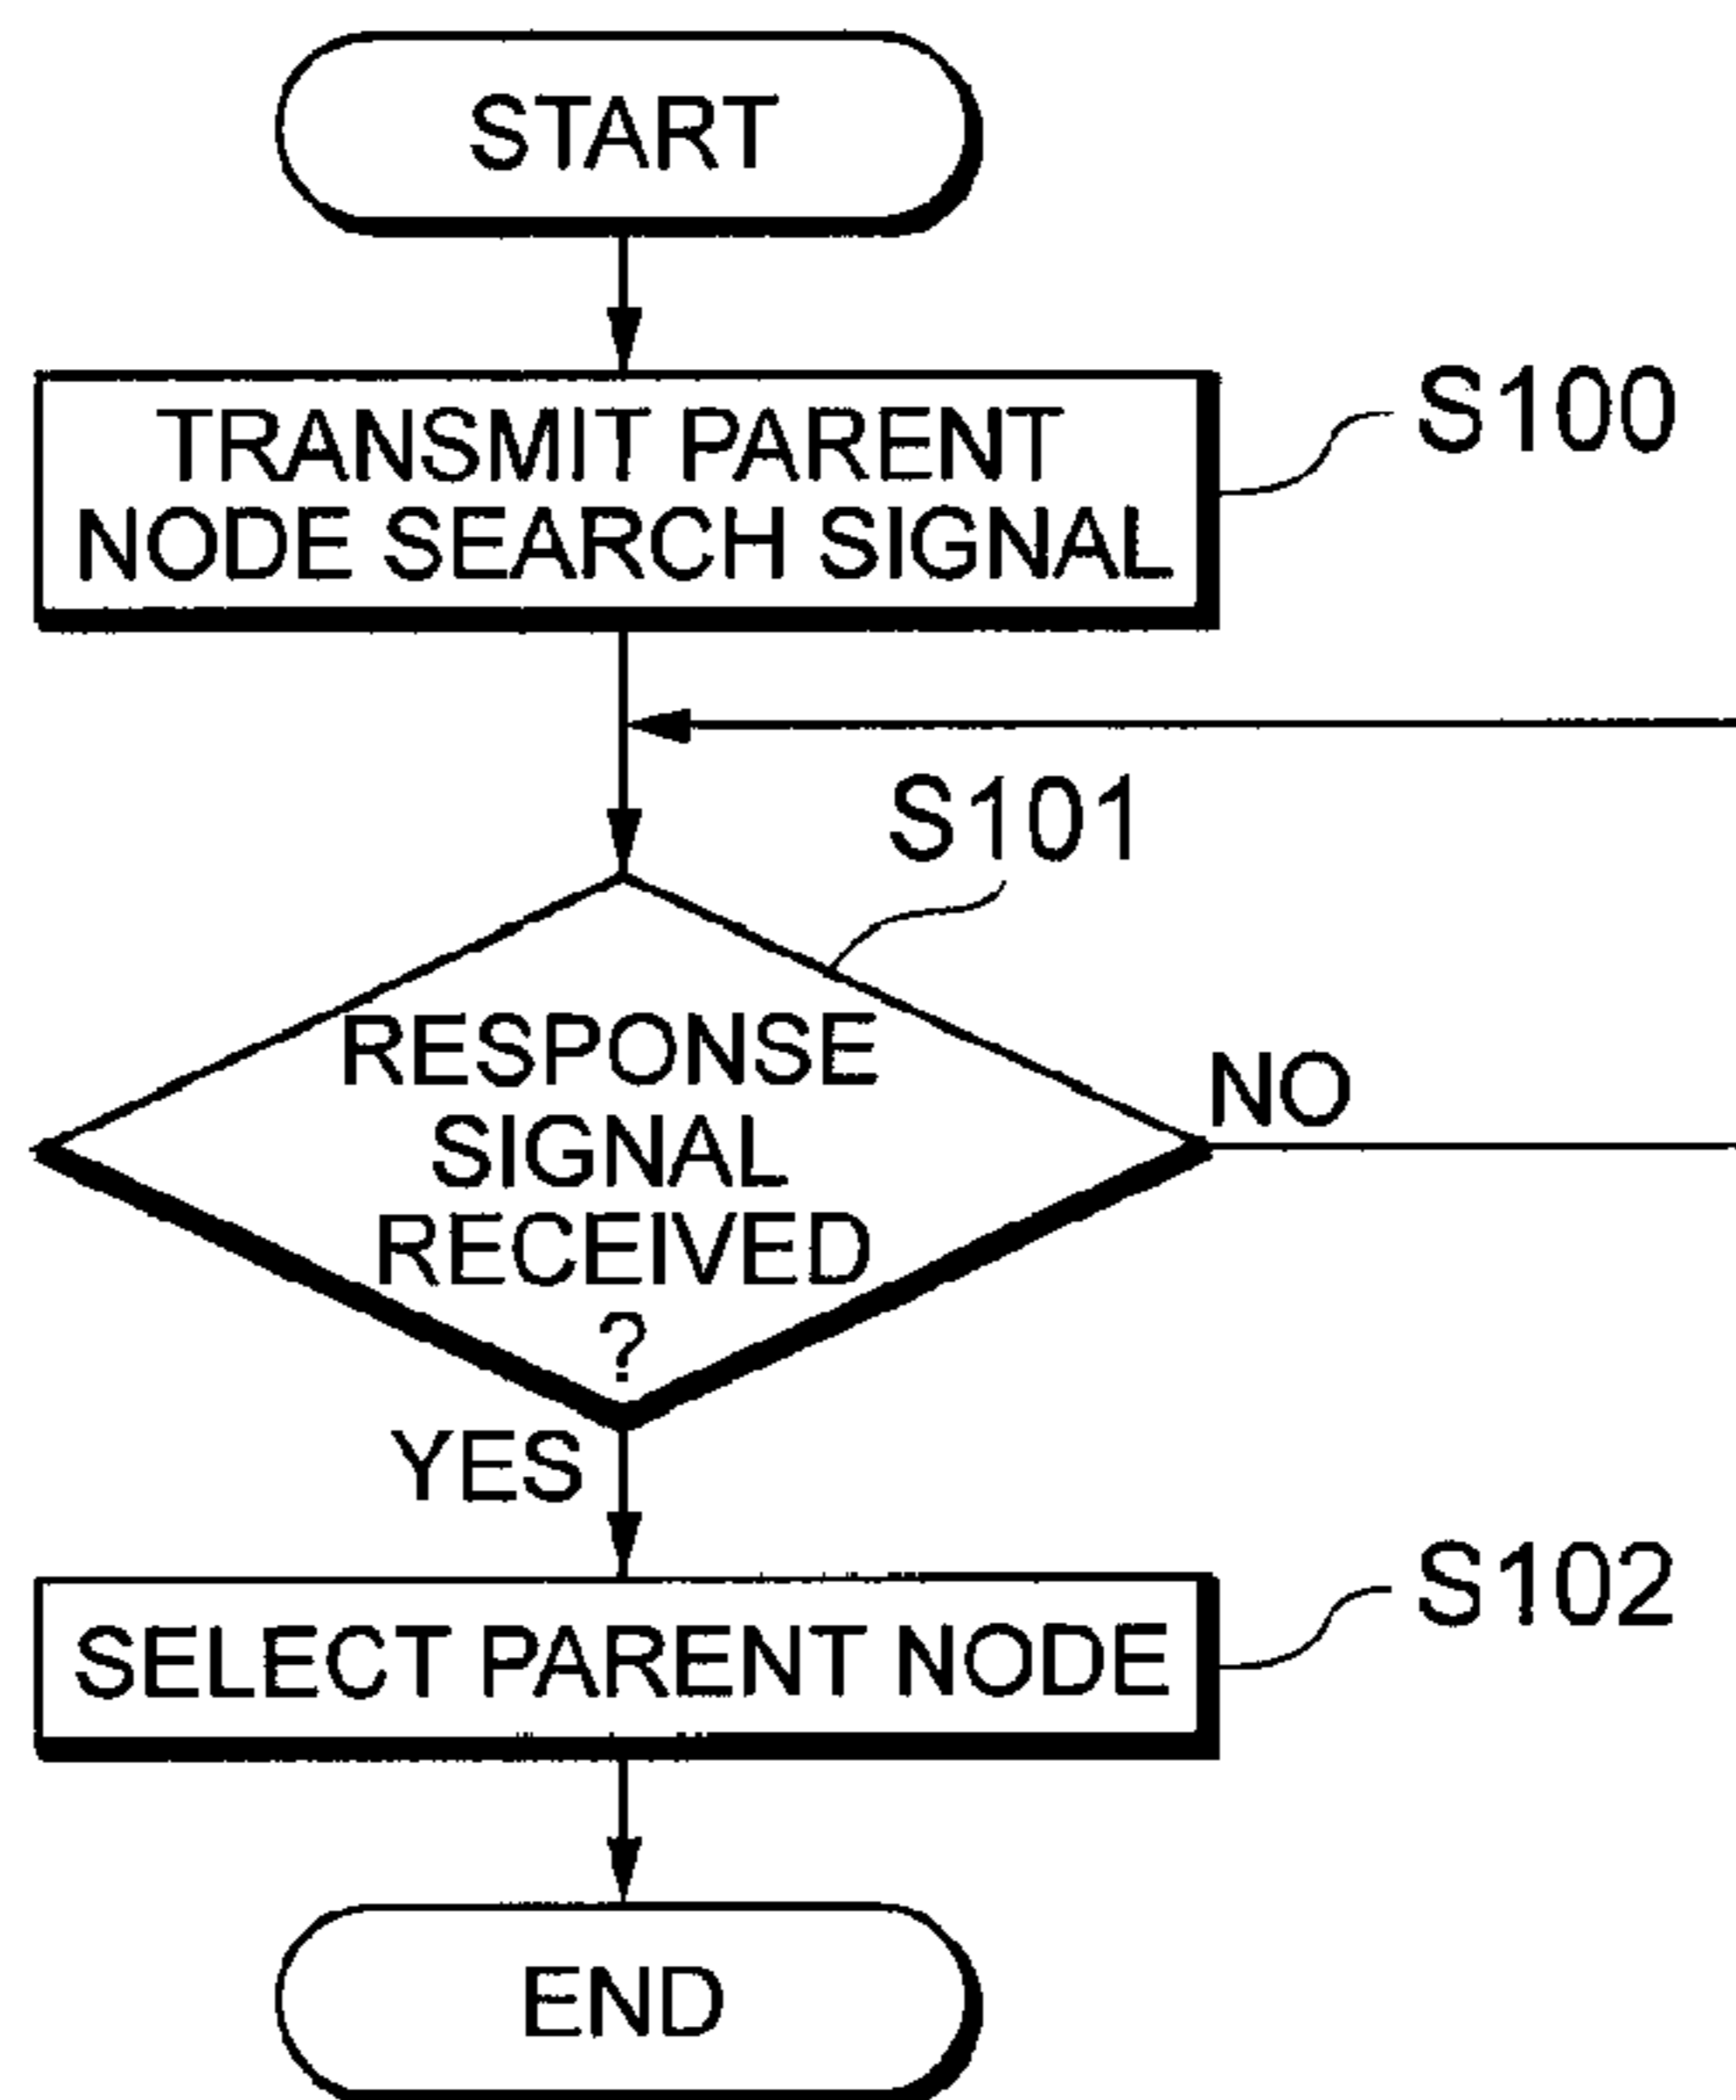 START
TRANSMIT PARENT
NODE SEARCH SIGNAL
S100
S101
RESPONSE
SIGNAL
RECEIVED
?
NO
YES
SELECT PARENT NODE
S102
END